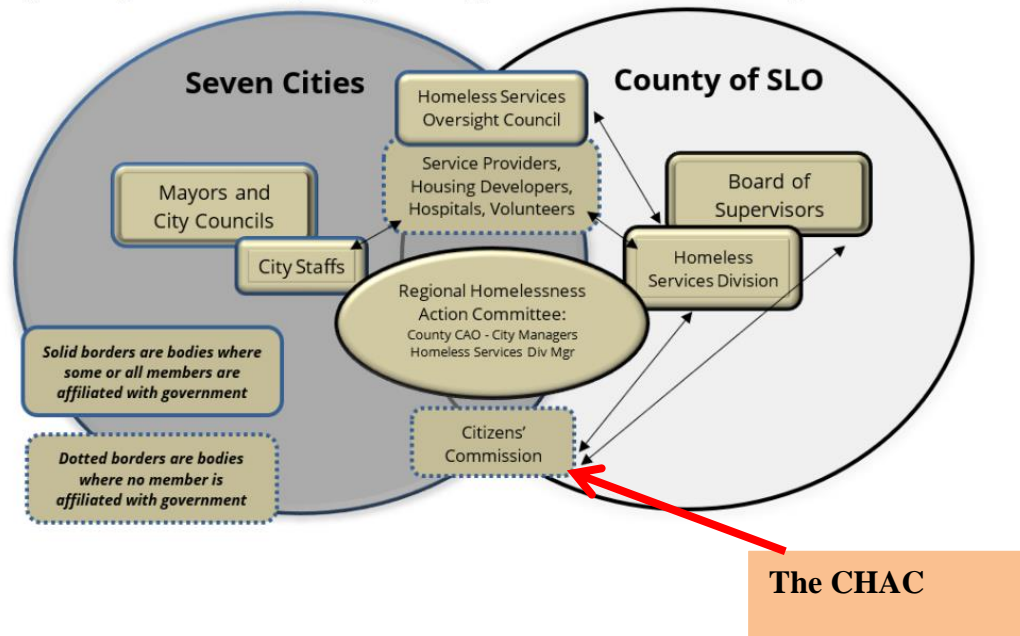 Seven Cities
County of SLO
Homeless Services
Oversight Council
Service Providers,
Housing Developers,
Hospitals, Volunteers
Mayors and
City Councils
City Staffs
Board of
Supervisors
Homeless
Services Division
Regional Homelessness
Action Committee:
County CAO - City Managers
Homeless Services Div Mgr
Solid borders are bodies where
some or all members are
affiliated with government
Citizens’
Commission
Dotted borders are bodies
where no member is
affiliated with government
The CHAC